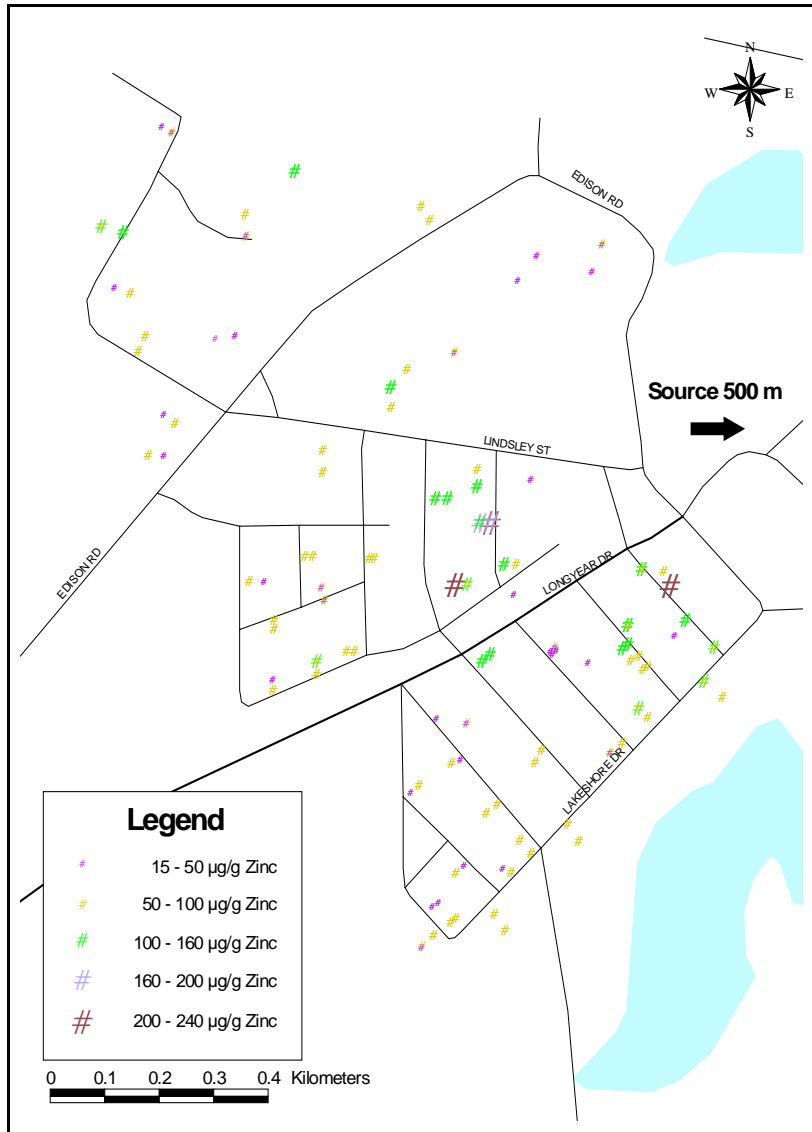 N
W E
S
EDISON RD
Source 500 m
LINDSLEY ST
EDISON RD
LONGYEAR DR
LAKESHORE DR
Legend
# 15 - 50 µg/g Zinc
# 50 - 100 µg/g Zinc
# 100 - 160 µg/g Zinc
# 160 - 200 µg/g Zinc
# 200 - 240 µg/g Zinc
0 0.1 0.2 0.3 0.4 Kilometers